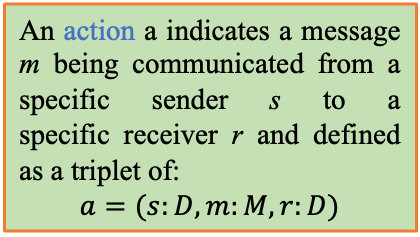 An action a indicates a message
m being communicated from a
specific sender s to a
specific receiver r and defined
as a triplet of:
a = (s: D, m: M, r: D)